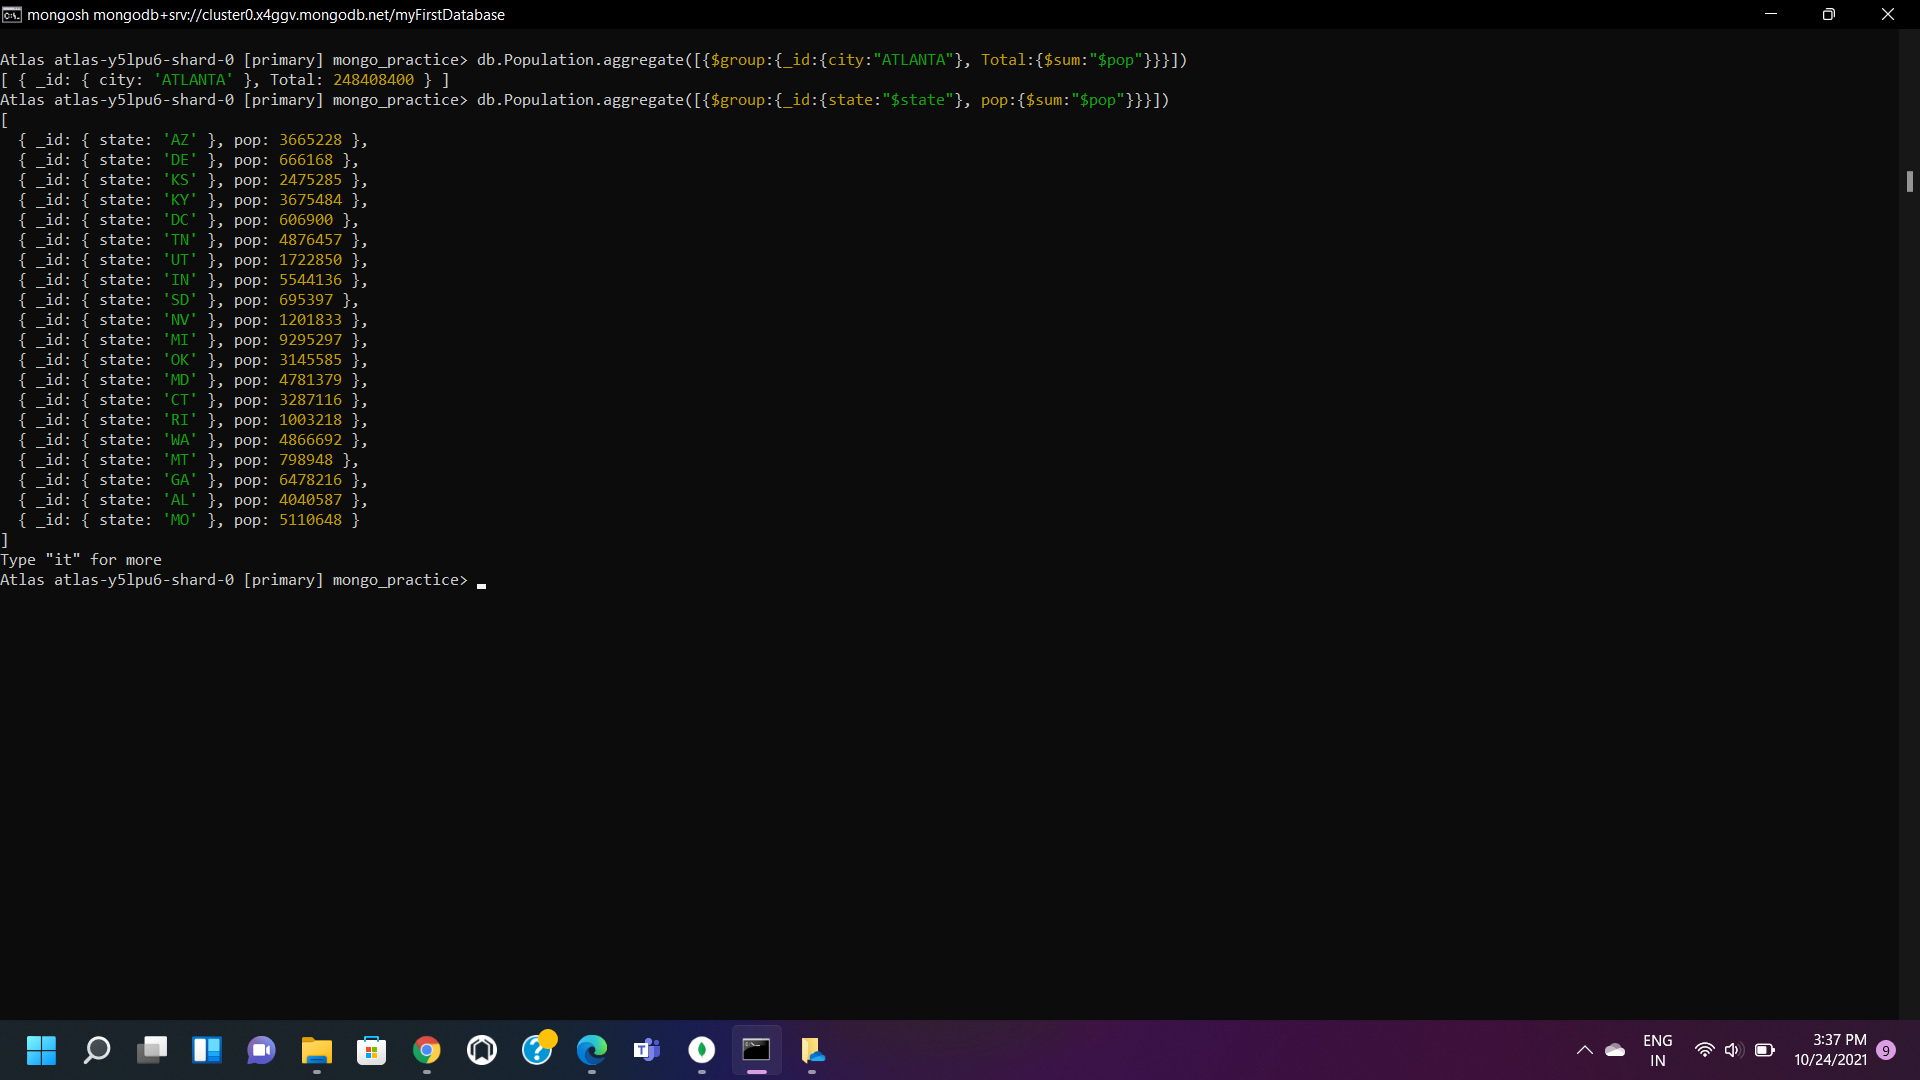 mongosh mongodb+srv://cluster0.x4ggv.mongodb.net/myFirstDatabase
Atlas atlas-y5lpu6-shard-0 [primary] mongo_practice> db.Population.aggregate([{$group:{_id:{city:"ATLANTA"}, Total:{$sum:"$pop"}}}])
[ { _id: { city: 'ATLANTA' }, Total: 248408400 } ]
Atlas atlas-y5lpu6-shard-0 [primary] mongo_practice> db.Population.aggregate([{$group:{_id:{state:"$state"}, pop:{$sum:"$pop"}}}])
[
  { _id: { state: 'AZ' }, pop: 3665228 },
  { _id: { state: 'DE' }, pop: 666168 },
  { _id: { state: 'KS' }, pop: 2475285 },
  { _id: { state: 'KY' }, pop: 3675484 },
  { _id: { state: 'DC' }, pop: 606900 },
  { _id: { state: 'TN' }, pop: 4876457 },
  { _id: { state: 'UT' }, pop: 1722850 },
  { _id: { state: 'IN' }, pop: 5544136 },
  { _id: { state: 'SD' }, pop: 695397 },
  { _id: { state: 'NV' }, pop: 1201833 },
  { _id: { state: 'MI' }, pop: 9295297 },
  { _id: { state: 'OK' }, pop: 3145585 },
  { _id: { state: 'MD' }, pop: 4781379 },
  { _id: { state: 'CT' }, pop: 3287116 },
  { _id: { state: 'RI' }, pop: 1003218 },
  { _id: { state: 'WA' }, pop: 4866692 },
  { _id: { state: 'MT' }, pop: 798948 },
  { _id: { state: 'GA' }, pop: 6478216 },
  { _id: { state: 'AL' }, pop: 4040587 },
  { _id: { state: 'MO' }, pop: 5110648 }
]
Type "it" for more
Atlas atlas-y5lpu6-shard-0 [primary] mongo_practice>
ENG
IN
3:37 PM
10/24/2021
9